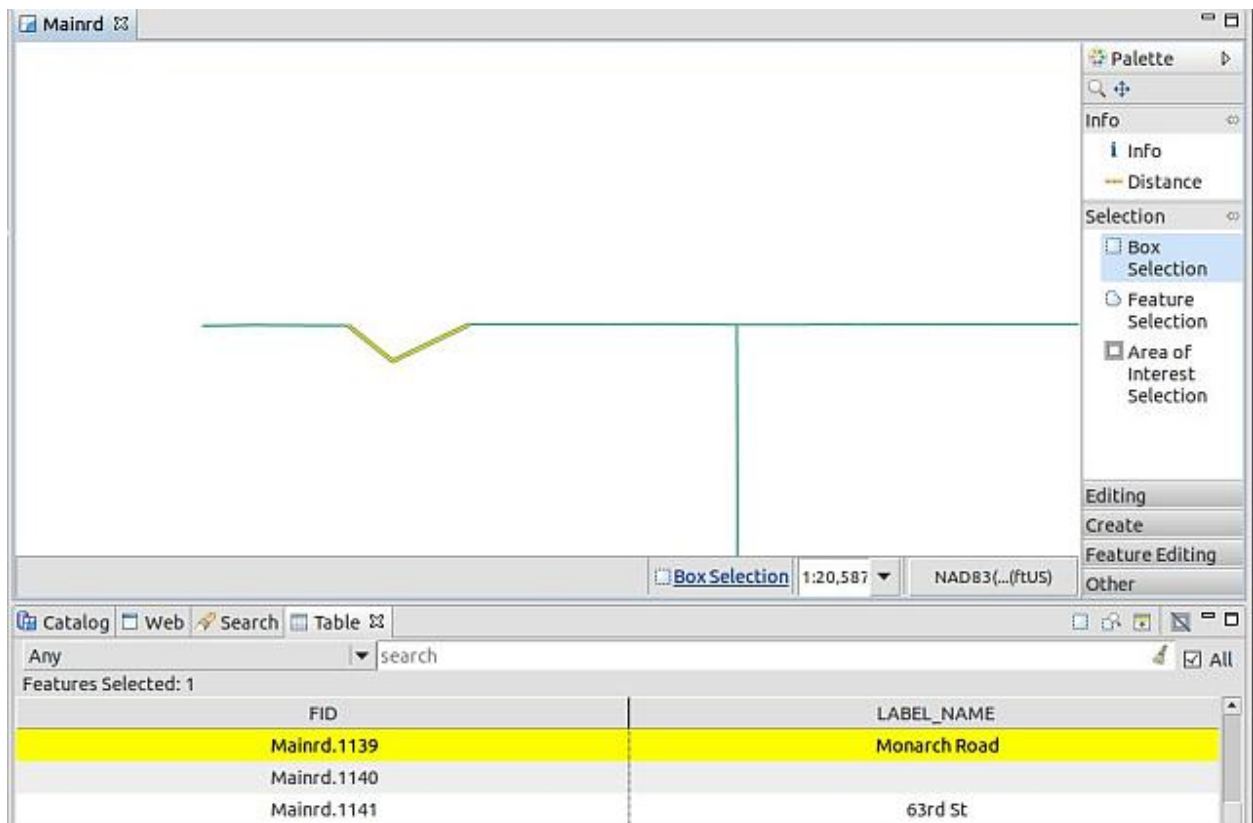 Mainrd
Palette
Info
Info
Distance
Selection
Box
Selection
Feature
Selection
Area of
Interest
Selection
Editing
Create
Feature Editing
Other
Box Selection 1:20,587 NAD83(...(ftUS)
Catalog Web Search Table
Any search All
Features Selected: 1
FID LABEL_NAME
Mainrd.1139 Monarch Road
Mainrd.1140
Mainrd.1141 63rd St